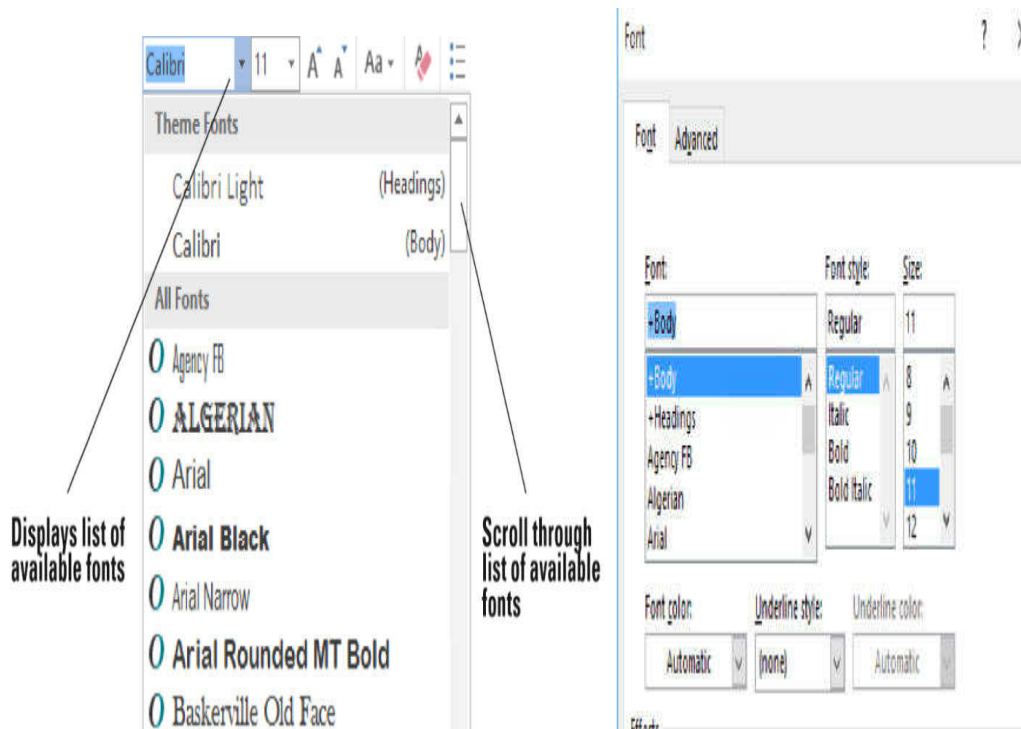 Calibri 11 A A Aa
Theme Fonts
Calibri Light (Headings)
Calibri (Body)
All Fonts
O Agency FB
O ALGERIAN
O Arial
O Arial Black
O Arial Narrow
O Arial Rounded MT Bold
O Baskerville Old Face
Displays list of
available fonts
Scroll through
list of available
fonts
Font ?
Font Advanced
Font: Font style: Size:
+Body Regular 11
+Body Regular 8
+Headings Italic 9
Agency FB Bold 10
Algerian Bold Italic 11
Arial 12
Font color: Underline style: Underline color:
Automatic (none) Automatic
Effects